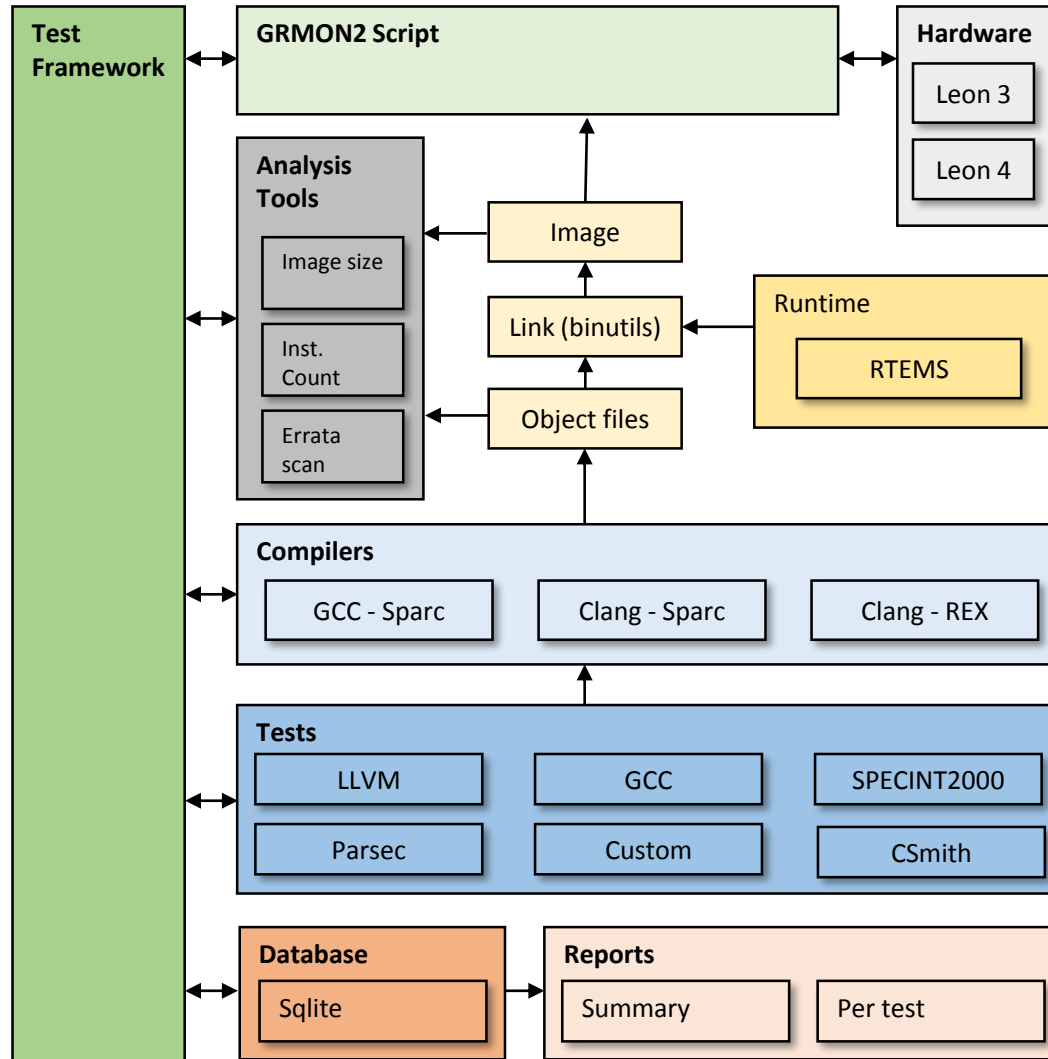 Test
Framework
GRMON2 Script
Hardware
Leon 3
Leon 4
Analysis
Tools
Image size
Inst.
Count
Errata
scan
Image
Link (binutils)
Object files
Runtime
RTEMS
Compilers
GCC - Sparc
Clang - Sparc
Clang - REX
Tests
LLVM
GCC
SPECINT2000
Parsec
Custom
CSmith
Database
Sqlite
Reports
Summary
Per test